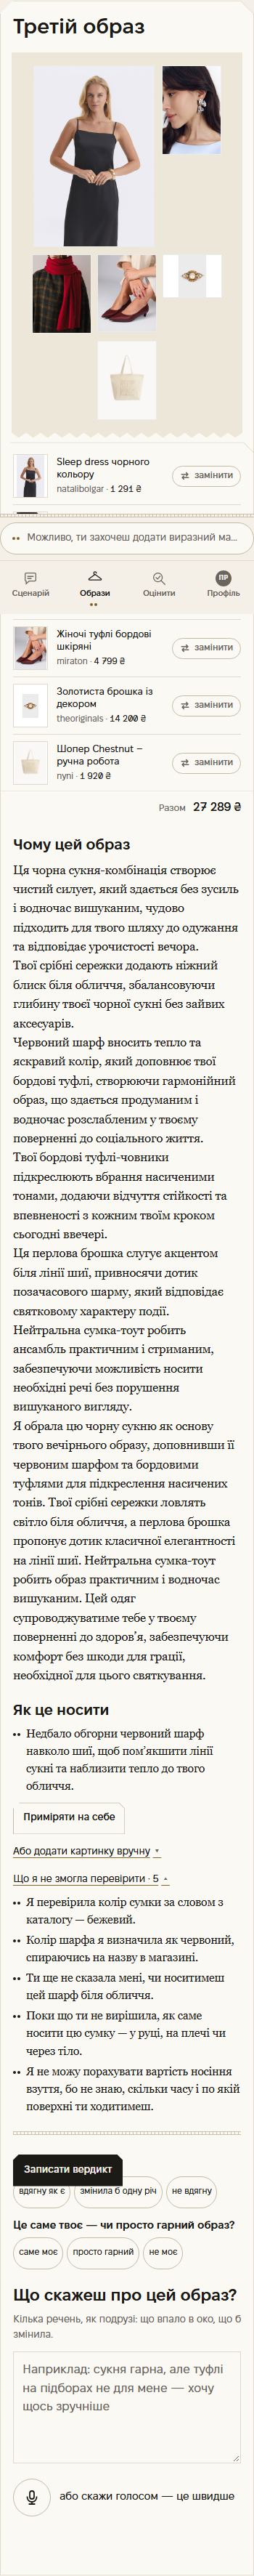 Третій образ
Sleep dress чорного
кольору
natalibolgar · 1 291 ₴
замінити
Можливо, ти захочеш додати виразний ма…
Сценарій
Образи
Оцінити
ПР
Профіль
Жіночі туфлі бордові
шкіряні
miraton · 4 799 ₴
замінити
Золотиста брошка із
декором
theoriginals · 14 200 ₴
замінити
Шопер Chestnut –
ручна робота
nyni · 1 920 ₴
замінити
Разом 27 289 ₴
Чому цей образ
Ця чорна сукня-комбінація створює
чистий силует, який здається без зусиль
і водночас вишуканим, чудово
підходить для твого шляху до одужання
та відповідає урочистості вечора.
Твої срібні сережки додають ніжний
блиск біля обличчя, збалансовуючи
глибину твоєї чорної сукні без зайвих
аксесуарів.
Червоний шарф вносить тепло та
яскравий колір, який доповнює твої
бордові туфлі, створюючи гармонійний
образ, що здається продуманим і
водночас розслабленим у твоєму
поверненні до соціального життя.
Твої бордові туфлі-човники
підкреслюють вбрання насиченими
тонами, додаючи відчуття стійкості та
впевненості з кожним твоїм кроком
сьогодні ввечері.
Ця перлова брошка слугує акцентом
біля лінії шиї, привносячи дотик
позачасового шарму, який відповідає
святковому характеру події.
Нейтральна сумка-тоут робить
ансамбль практичним і стриманим,
забезпечуючи можливість носити
необхідні речі без порушення
вишуканого вигляду.
Я обрала цю чорну сукню як основу
твого вечірнього образу, доповнивши її
червоним шарфом та бордовими
туфлями для підкреслення насичених
тонів. Твої срібні сережки ловлять
світло біля обличчя, а перлова брошка
пропонує дотик класичної елегантності
на лінії шиї. Нейтральна сумка-тоут
робить образ практичним і водночас
вишуканим. Цей одяг
супроводжуватиме тебе у твоєму
поверненні до здоров’я, забезпечуючи
комфорт без шкоди для грації,
необхідної для цього святкування.
Як це носити
Недбало обгорни червоний шарф
навколо шиї, щоб пом’якшити лінії
сукні та наблизити тепло до твого
обличчя.
Приміряти на себе
Або додати картинку вручну
Що я не змогла перевірити · 5
Я перевірила колір сумки за словом з
каталогу — бежевий.
Колір шарфа я визначила як червоний,
спираючись на назву в магазині.
Ти ще не сказала мені, чи носитимеш
цей шарф біля обличчя.
Поки що ти не вирішила, як саме
носити цю сумку — у руці, на плечі чи
через тіло.
Я не можу порахувати вартість носіння
взуття, бо не знаю, скільки часу і по якій
поверхні ти ходитимеш.
Записати вердикт
вдягну як є
змінила б одну річ
не вдягну
Це саме твоє — чи просто гарний образ?
саме моє
просто гарний
не моє
Що скажеш про цей образ?
Кілька речень, як подрузі: що впало в око, що б
змінила.
Наприклад: сукня гарна, але туфлі
на підборах не для мене — хочу
щось зручніше
або скажи голосом — це швидше